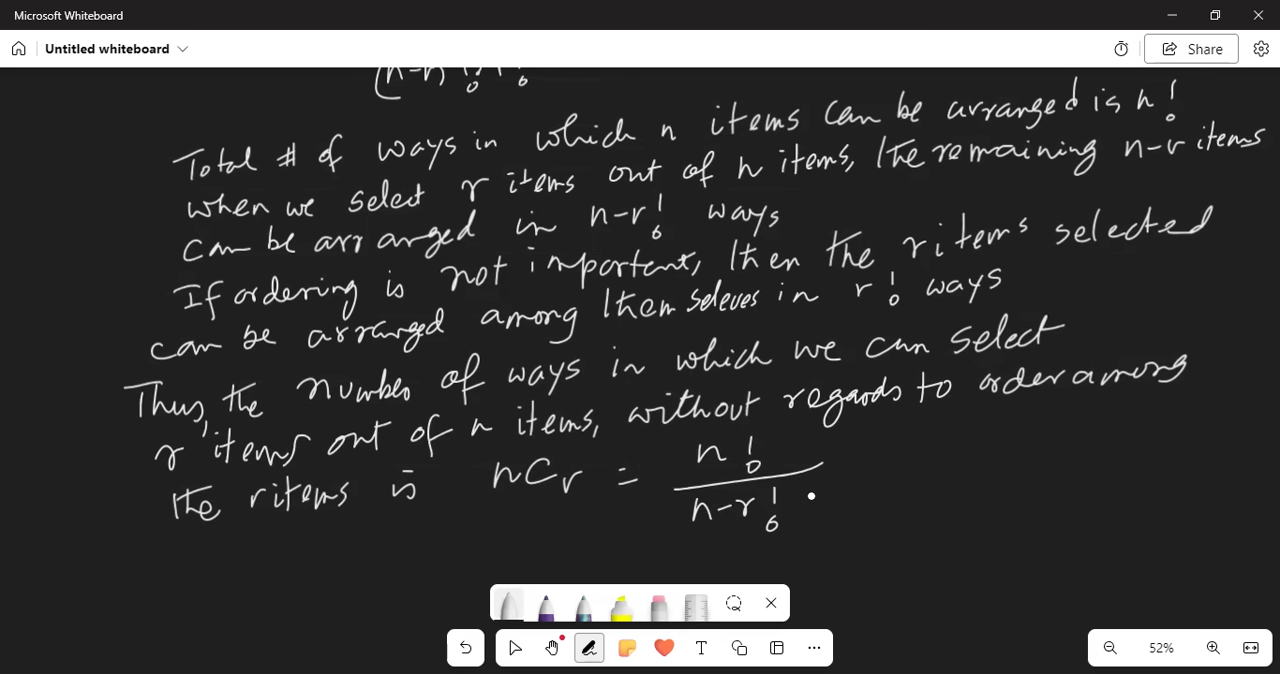 Microsoft Whiteboard
Untitled whiteboard
Share
(n-r)! r!
Total # of ways in which n items can be arranged is n!
when we select r items out of n items, the remaining n-r items
can be arranged in n-r! ways
If ordering is not important, then the r items selected
can be arranged among themseleves in r! ways
Thus, the number of ways in which we can select
r items out of n items, without regards to order among
the r items is nCr = n! / n-r!
52%